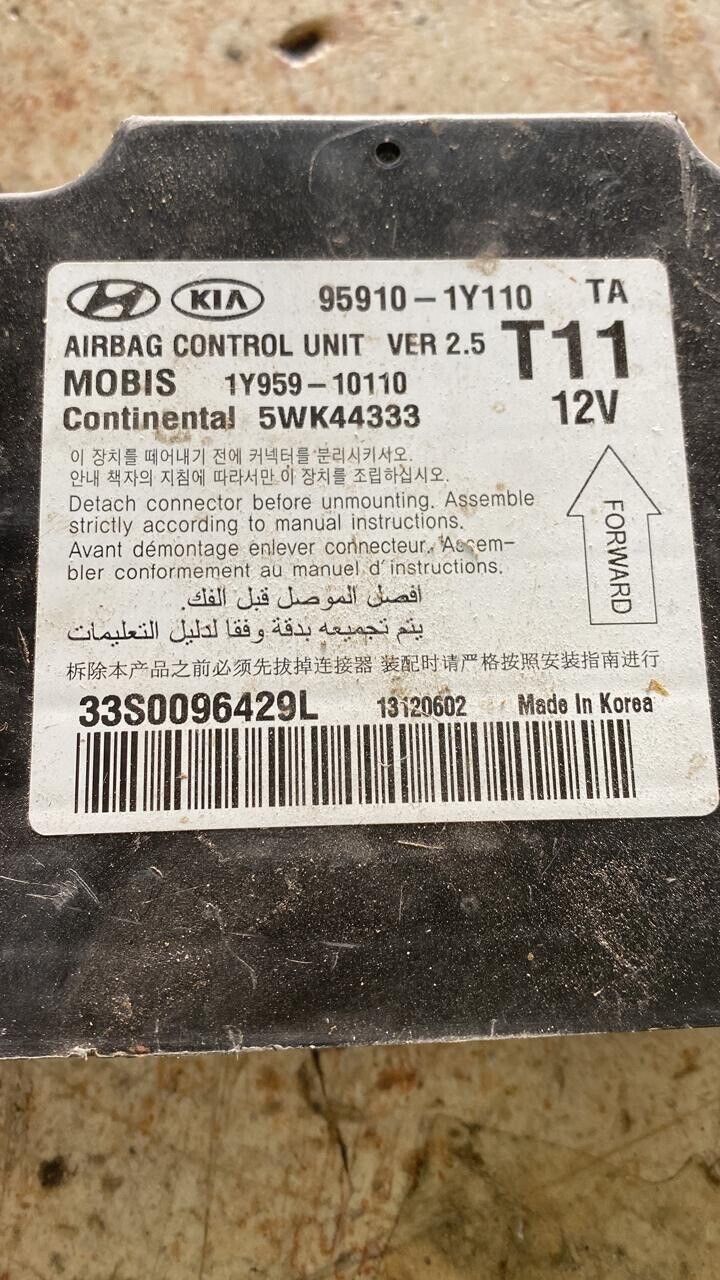 KIA 95910-1Y110 TA
AIRBAG CONTROL UNIT VER 2.5 T11
MOBIS 1Y959-10110
Continental 5WK44333 12V
이 장치를 떼어내기 전에 커넥터를 분리시키세오.
안내 책자의 지침에 따라서만 이 장치를 조립하십시오.
Detach connector before unmounting. Assemble
strictly according to manual instructions.
Avant démontage enlever connecteur. Assem-
bler conformement au manuel d'instructions.
FORWARD
افصل الموصل قبل الفك.
يتم تجميعه بدقة وفقا لدليل التعليمات
拆除本产品之前必须先拔掉连接器 装配时请严格按照安装指南进行
33S0096429L 13120602 Made In Korea